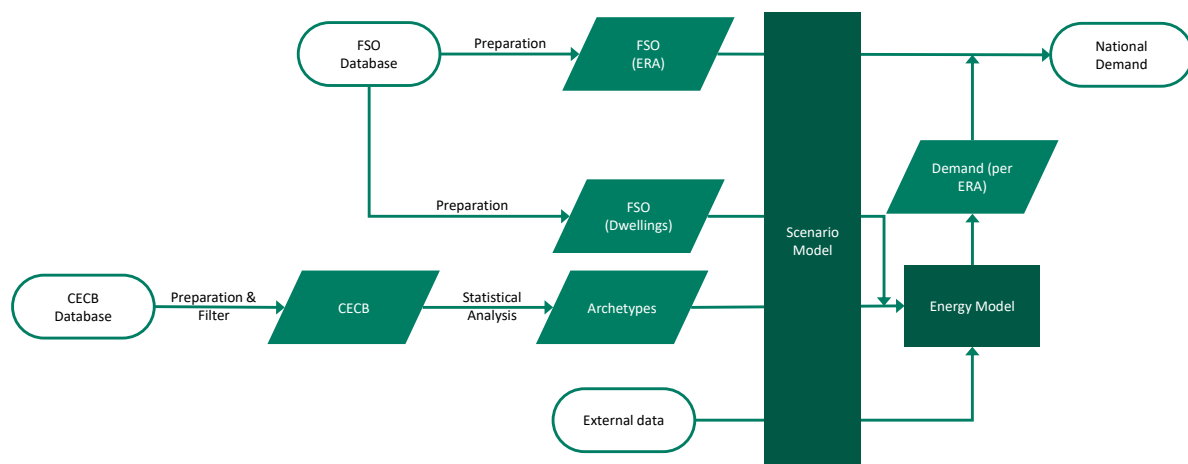 FSO
Database
Preparation
FSO
(ERA)
National
Demand
Demand (per
ERA)
Preparation
FSO
(Dwellings)
Scenario
Model
CECB
Database
Preparation &
Filter
CECB
Statistical
Analysis
Archetypes
Energy Model
External data